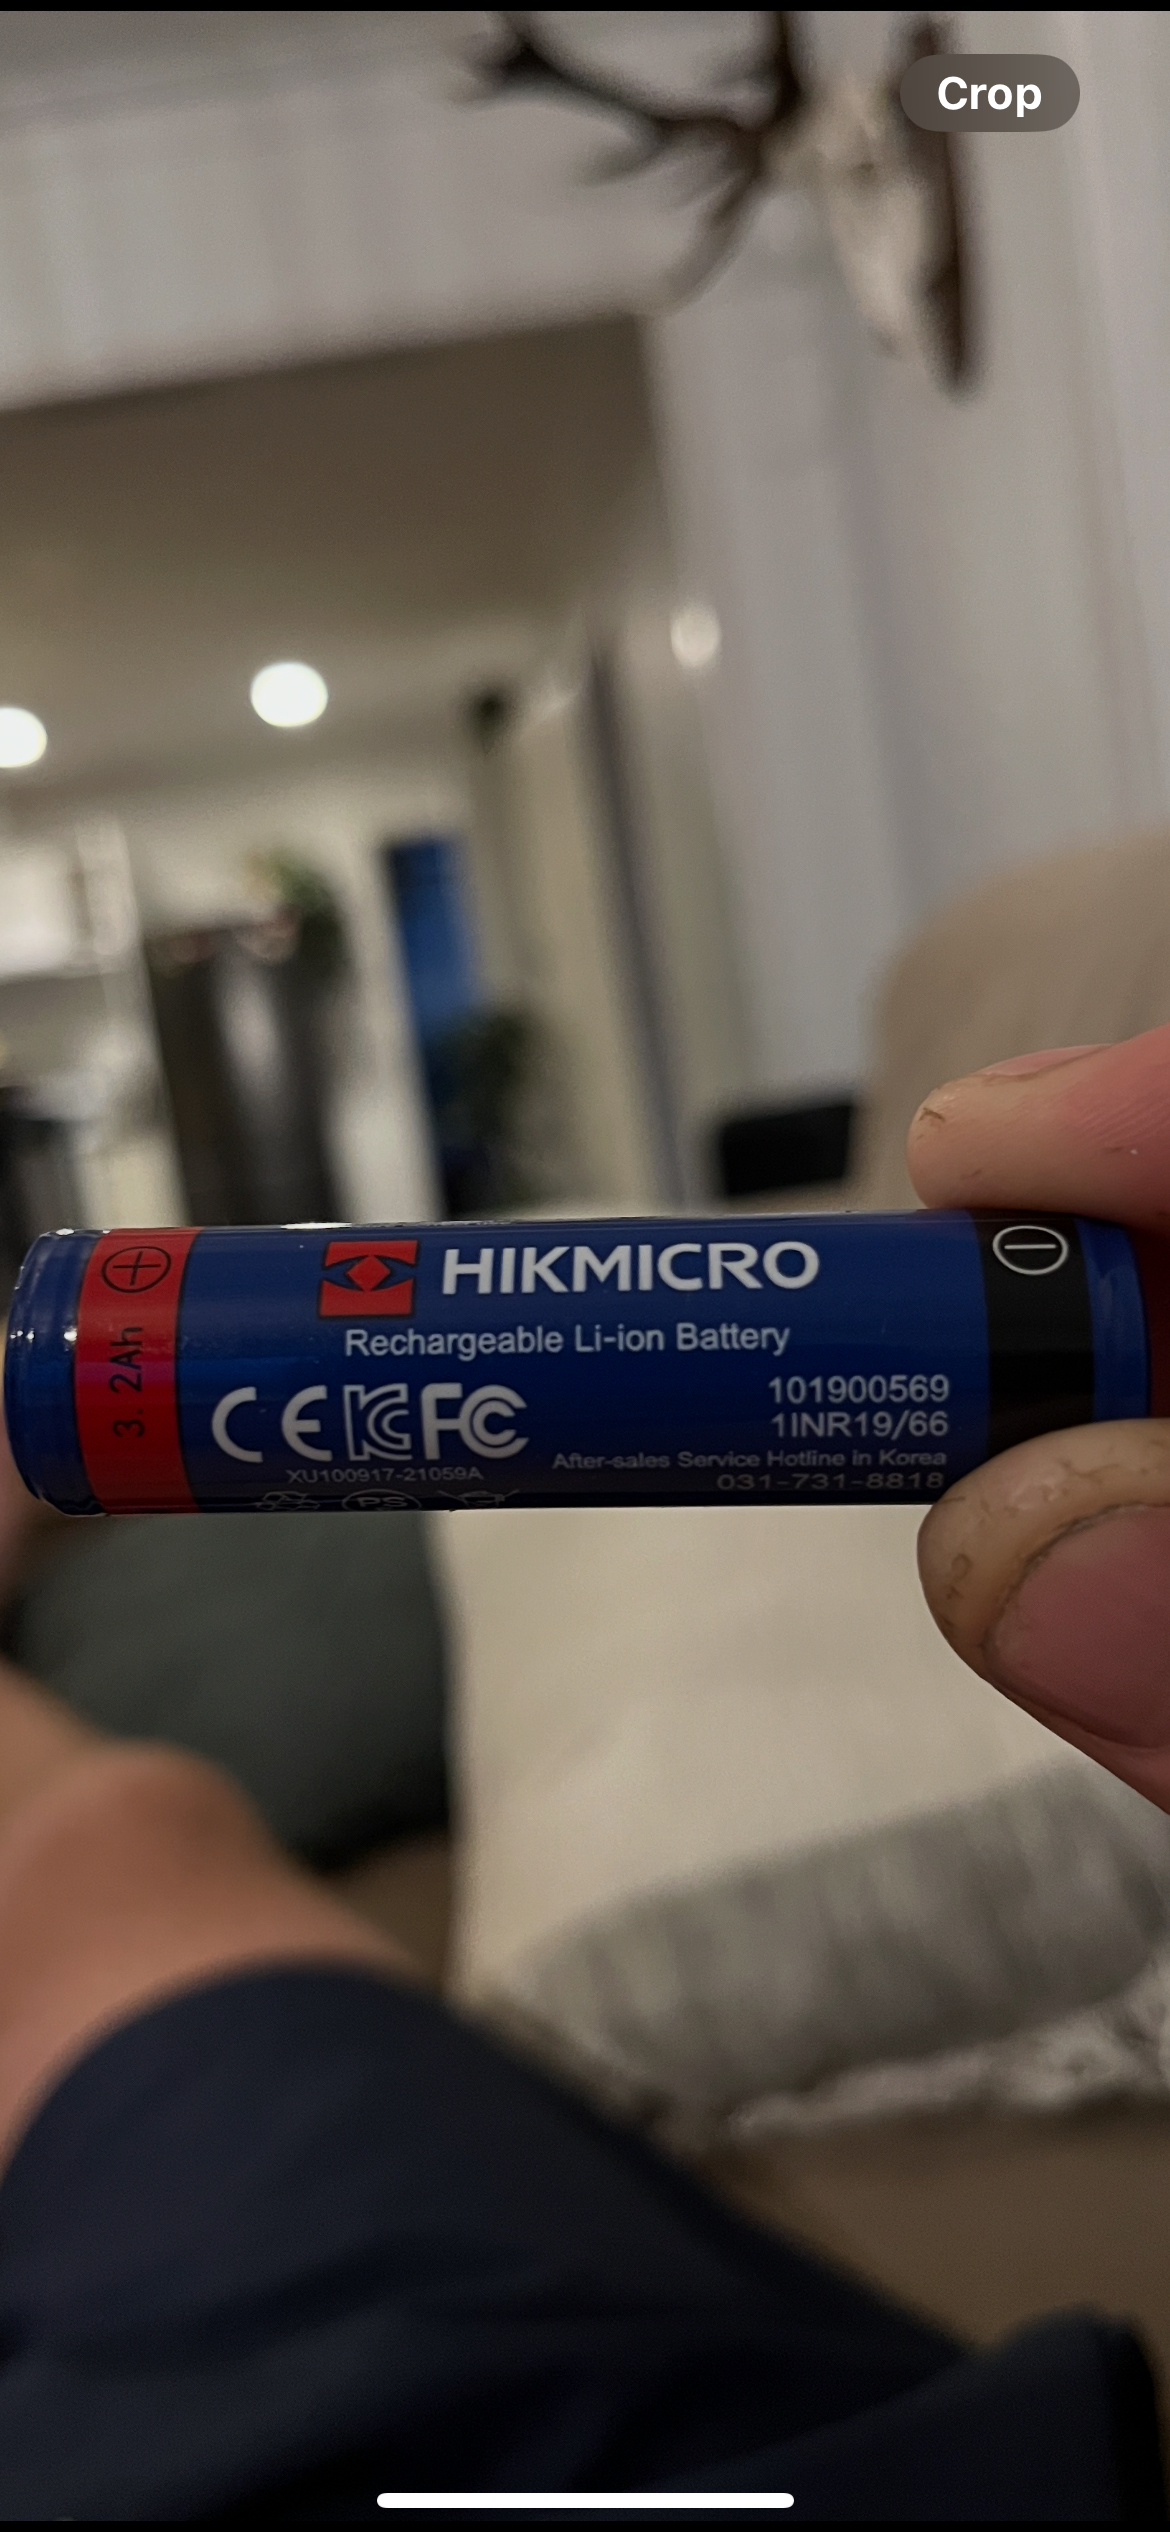 Crop
HIKMICRO
Rechargeable Li-ion Battery
3. 2Ah
CE KC FC
101900569
1INR19/66
XU100917-21059A
After-sales Service Hotline in Korea
031-731-8818
PS